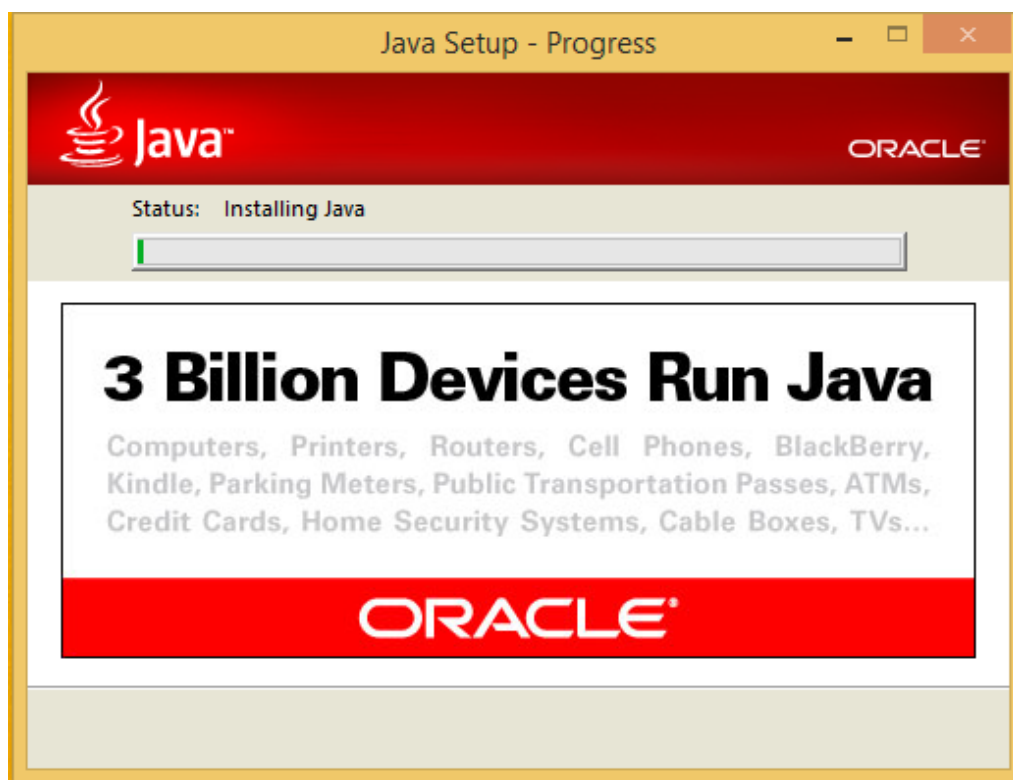 Java Setup - Progress
Java™
ORACLE®
Status: Installing Java
3 Billion Devices Run Java
Computers, Printers, Routers, Cell Phones, BlackBerry,
Kindle, Parking Meters, Public Transportation Passes, ATMs,
Credit Cards, Home Security Systems, Cable Boxes, TVs...
ORACLE®